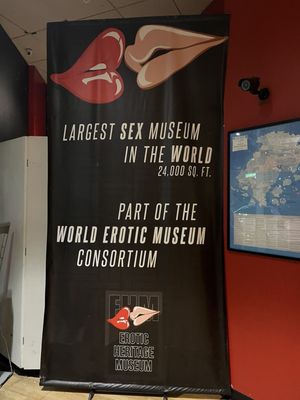 LARGEST SEX MUSEUM
IN THE WORLD
24,000 SQ. FT.
PART OF THE
WORLD EROTIC MUSEUM
CONSORTIUM
EHM
EROTIC
HERITAGE
MUSEUM